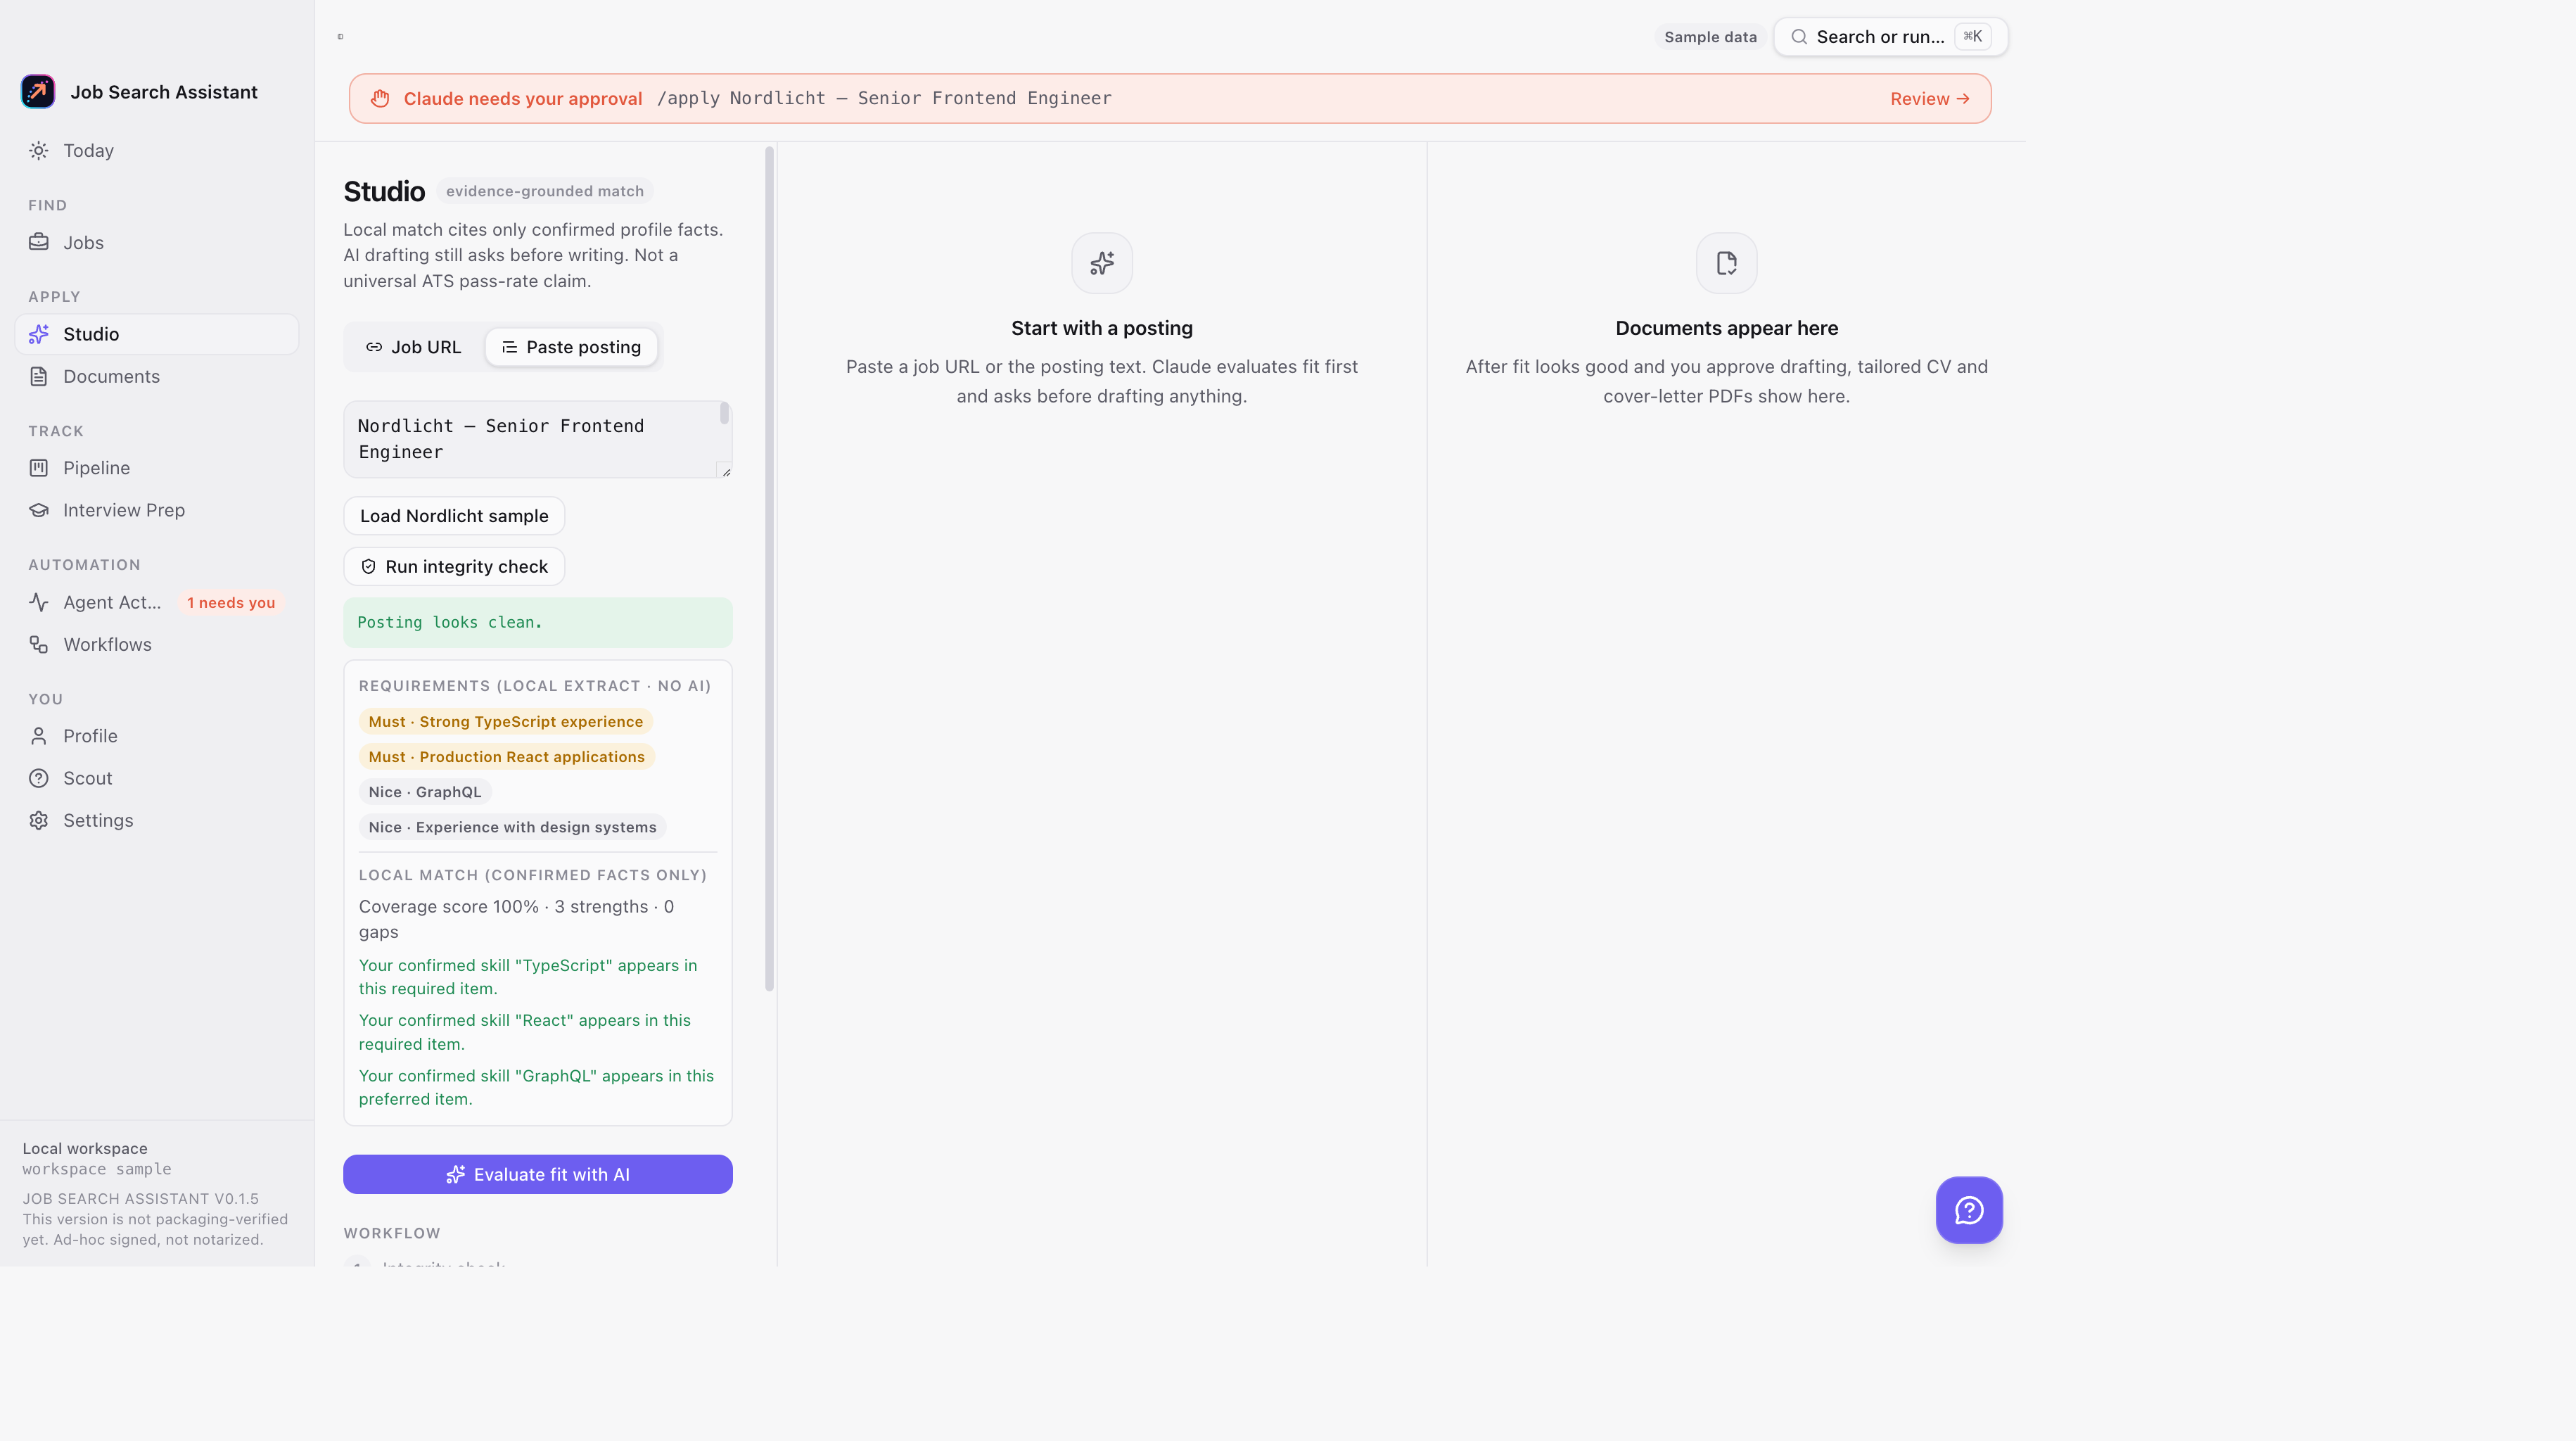 Job Search Assistant
Today
FIND
Jobs
APPLY
Studio
Documents
TRACK
Pipeline
Interview Prep
AUTOMATION
Agent Act... 1 needs you
Workflows
YOU
Profile
Scout
Settings
Local workspace
workspace sample
JOB SEARCH ASSISTANT V0.1.5
This version is not packaging-verified
yet. Ad-hoc signed, not notarized.
Sample data
Search or run... ⌘K
Claude needs your approval /apply Nordlicht — Senior Frontend Engineer
Review →
Studio evidence-grounded match
Local match cites only confirmed profile facts.
AI drafting still asks before writing. Not a
universal ATS pass-rate claim.
Job URL Paste posting
Nordlicht — Senior Frontend
Engineer
Load Nordlicht sample
Run integrity check
Posting looks clean.
REQUIREMENTS (LOCAL EXTRACT · NO AI)
Must · Strong TypeScript experience
Must · Production React applications
Nice · GraphQL
Nice · Experience with design systems
LOCAL MATCH (CONFIRMED FACTS ONLY)
Coverage score 100% · 3 strengths · 0
gaps
Your confirmed skill "TypeScript" appears in
this required item.
Your confirmed skill "React" appears in this
required item.
Your confirmed skill "GraphQL" appears in this
preferred item.
Evaluate fit with AI
WORKFLOW
Integrity check
Start with a posting
Paste a job URL or the posting text. Claude evaluates fit first
and asks before drafting anything.
Documents appear here
After fit looks good and you approve drafting, tailored CV and
cover-letter PDFs show here.